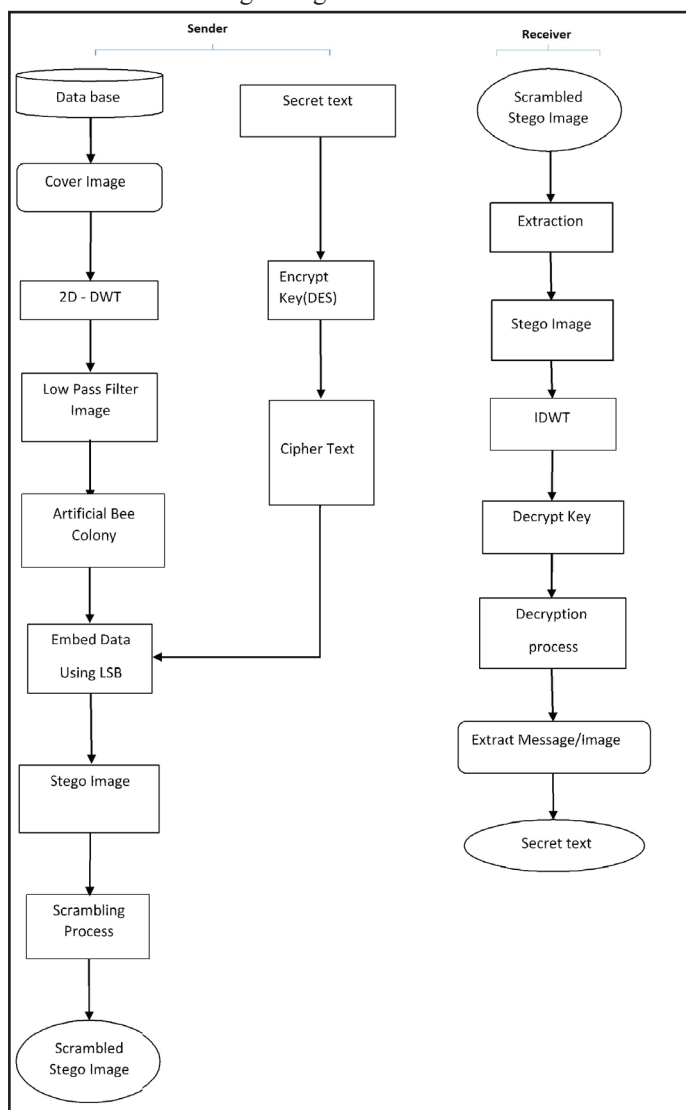 Sender
Data base
Cover Image
2D - DWT
Low Pass Filter
Image
Artificial Bee
Colony
Embed Data
Using LSB
Stego Image
Scrambling
Process
Scrambled
Stego Image
Secret text
Encrypt
Key(DES)
Cipher Text
Receiver
Scrambled
Stego Image
Extraction
Stego Image
IDWT
Decrypt Key
Decryption
process
Extract Message/Image
Secret text